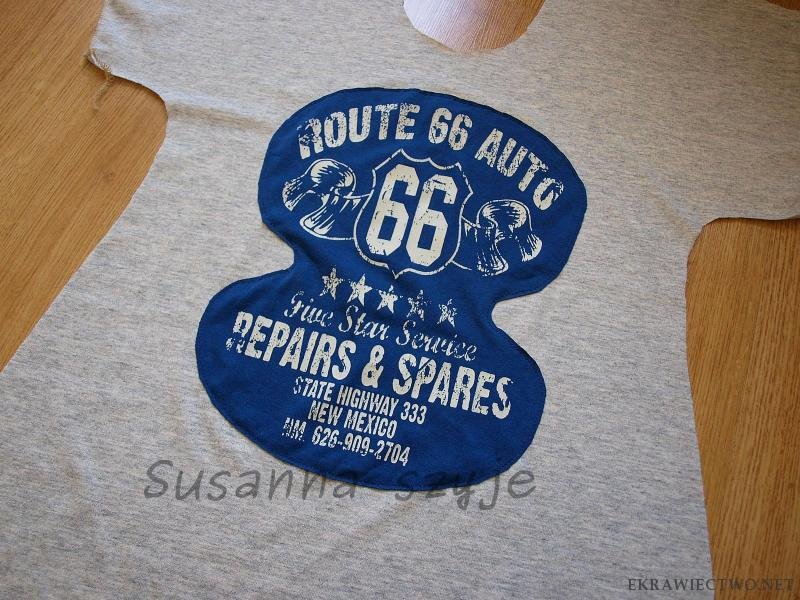 ROUTE 66 AUTO
66
Five Star Service
REPAIRS & SPARES
STATE HIGHWAY 333
NEW MEXICO
NM 626-909-2704
Susanna szyje
EKRAWIECTWO.NET